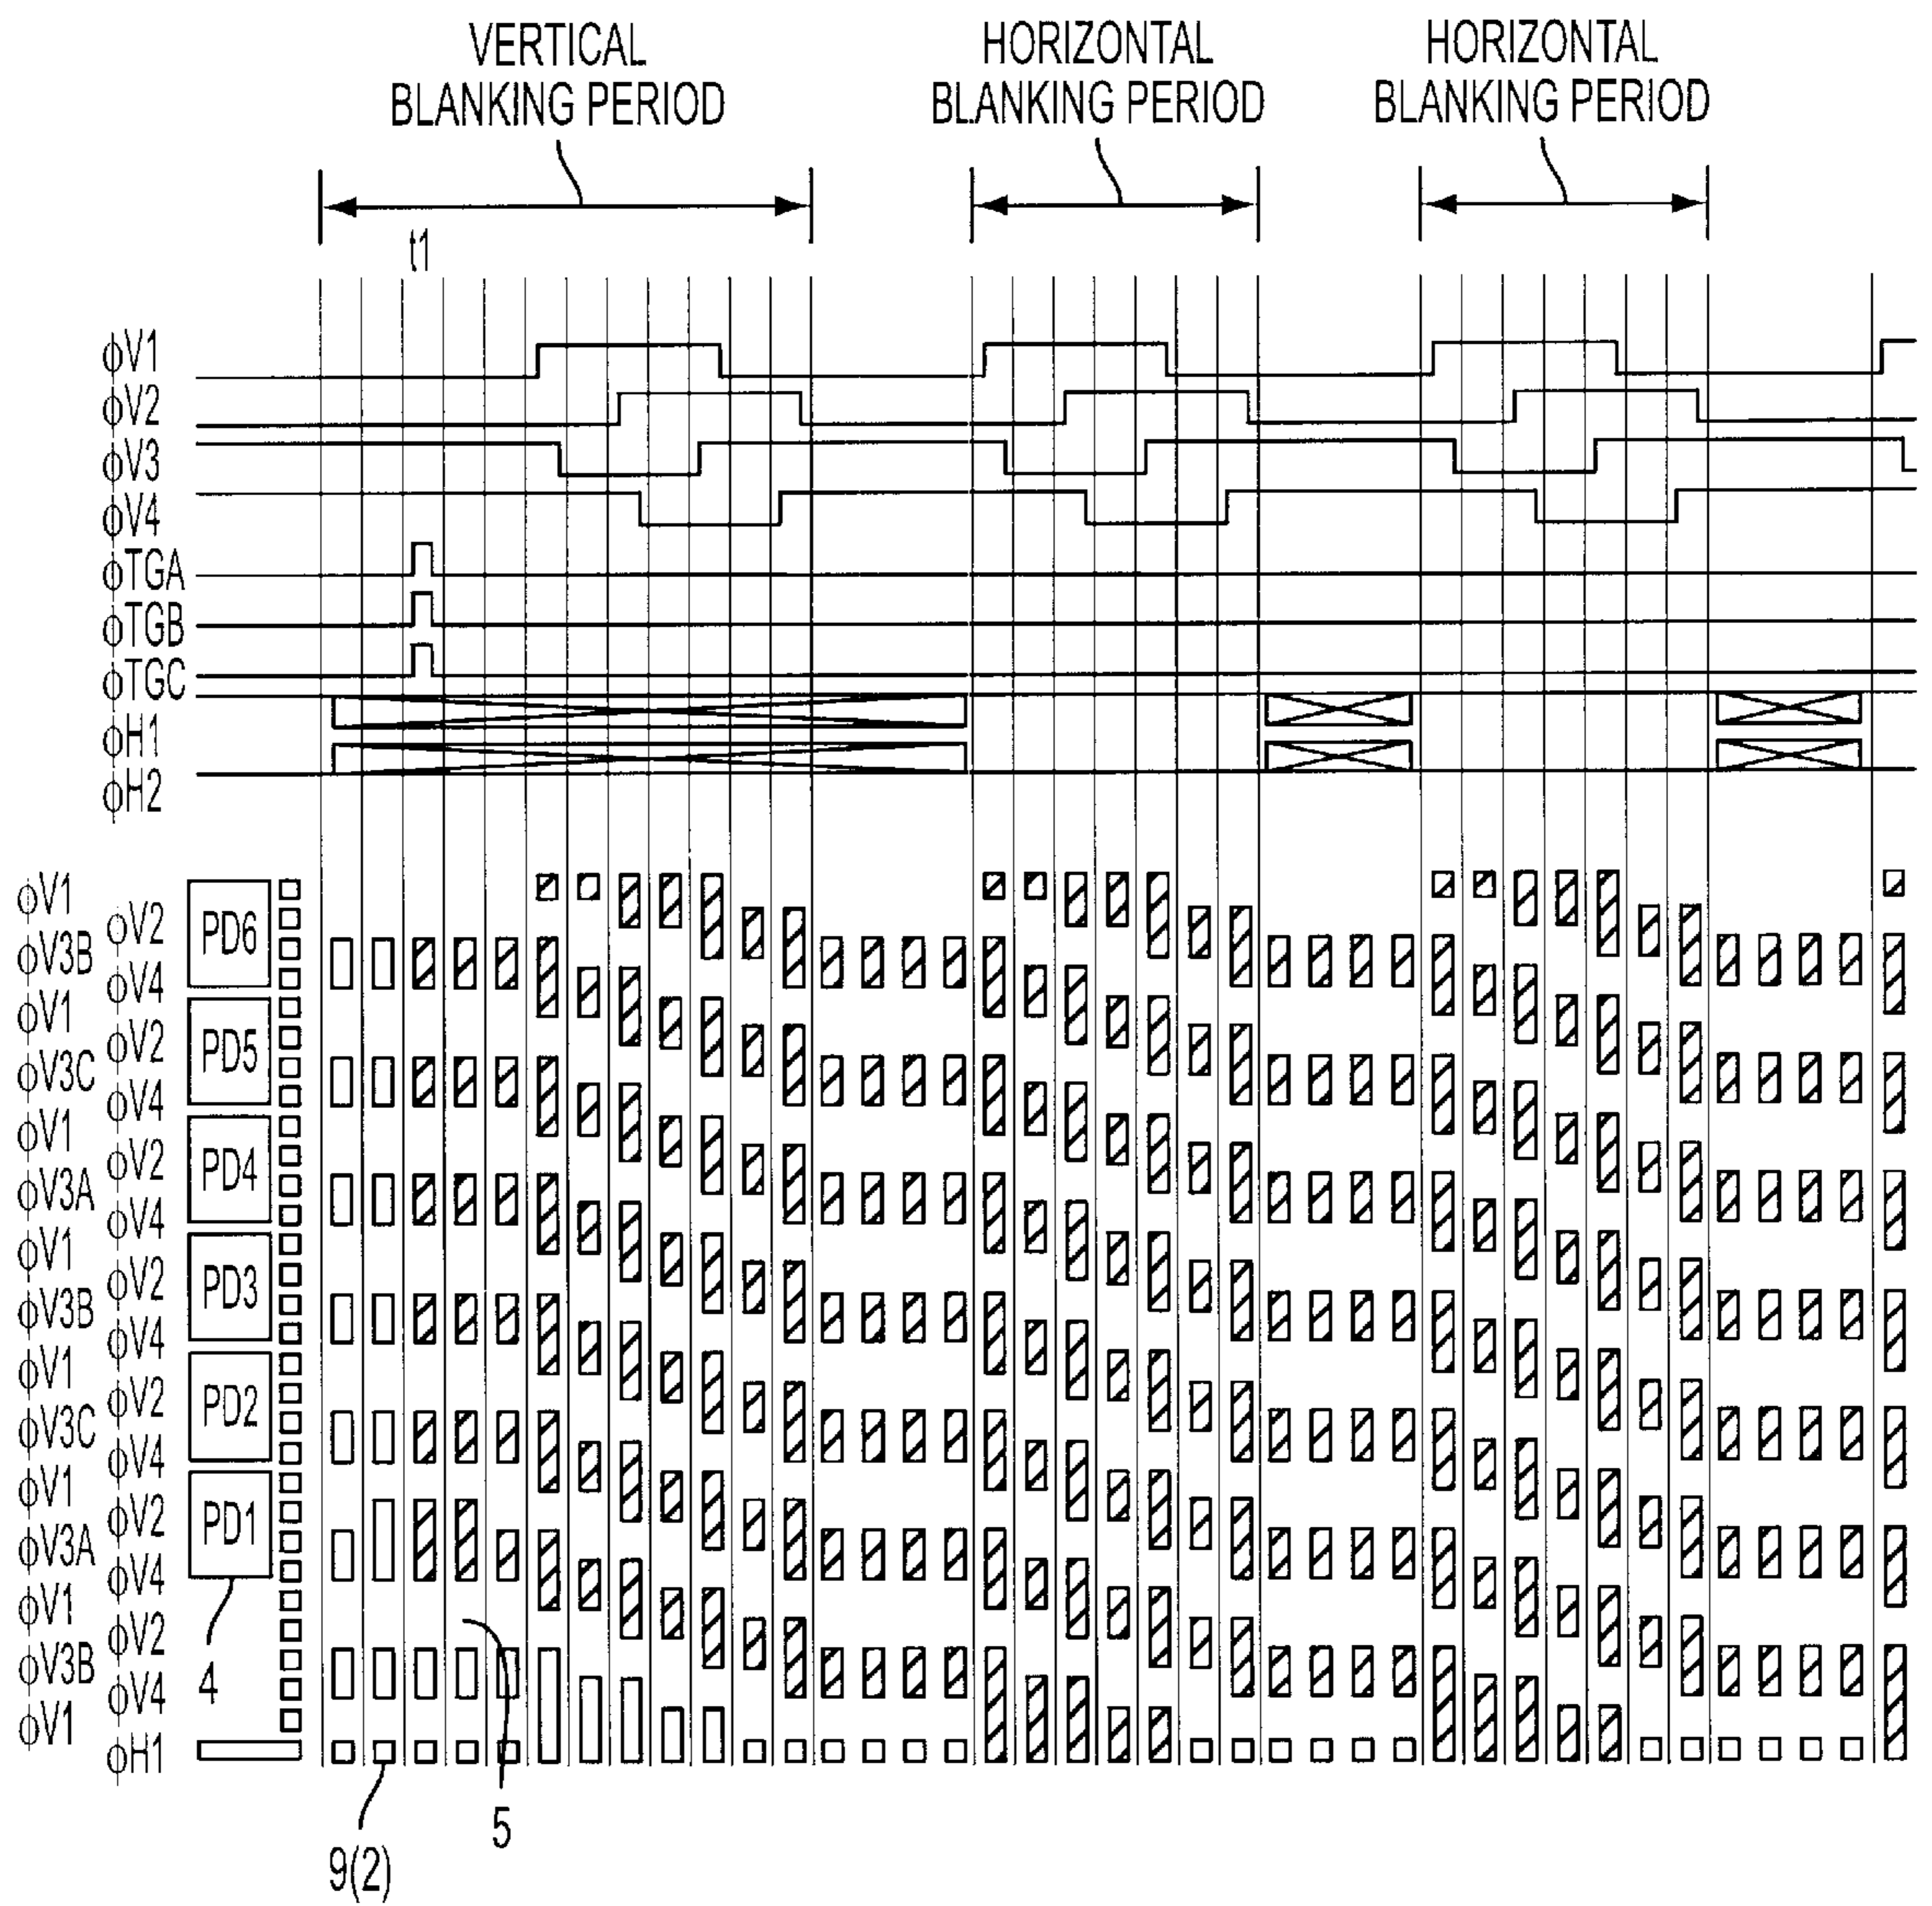 VERTICAL
BLANKING PERIOD
HORIZONTAL
BLANKING PERIOD
HORIZONTAL
BLANKING PERIOD
t1
ϕV1
ϕV2
ϕV3
ϕV4
ϕTGA
ϕTGB
ϕTGC
ϕH1
ϕH2
ϕV1
ϕV2
ϕV3B
ϕV4
ϕV1
ϕV2
ϕV3C
ϕV4
ϕV1
ϕV2
ϕV3A
ϕV4
ϕV1
ϕV2
ϕV3B
ϕV4
ϕV1
ϕV2
ϕV3C
ϕV4
ϕV1
ϕV2
ϕV3A
ϕV4
ϕV1
ϕV2
ϕV3B
ϕV4
ϕV1
ϕH1
PD6
PD5
PD4
PD3
PD2
PD1
4
5
9(2)